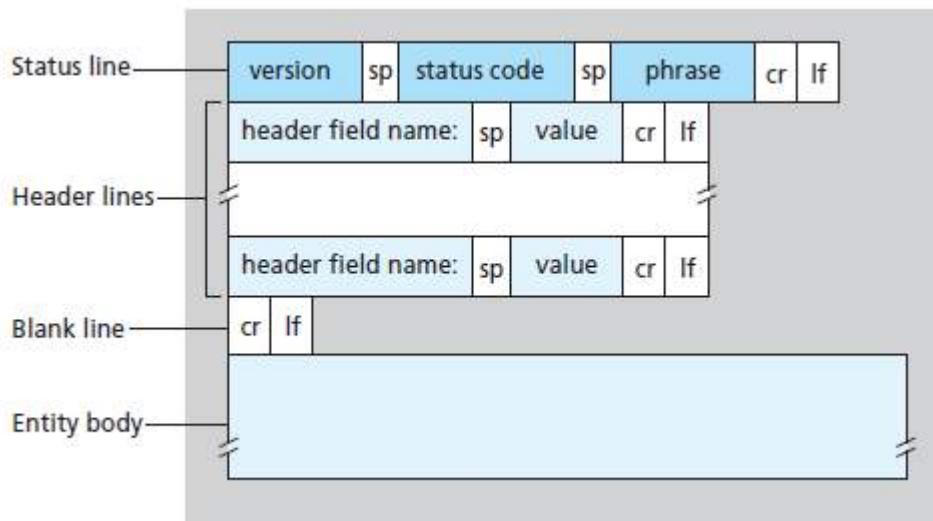 Status line
version sp status code sp phrase cr lf
header field name: sp value cr lf
Header lines
header field name: sp value cr lf
Blank line
cr lf
Entity body